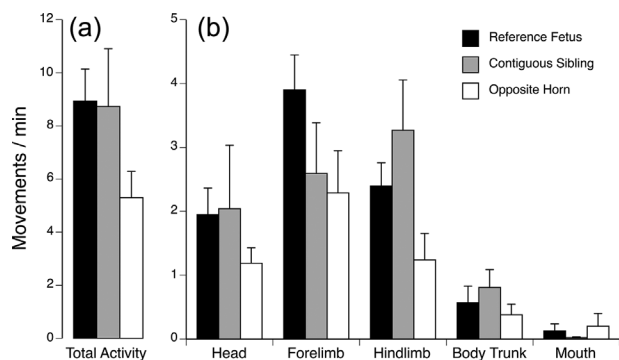 (a)
(b)
Movements / min
12
10
8
6
4
2
0
5
4
3
2
1
0
Reference Fetus
Contiguous Sibling
Opposite Horn
Total Activity
Head
Forelimb
Hindlimb
Body Trunk
Mouth